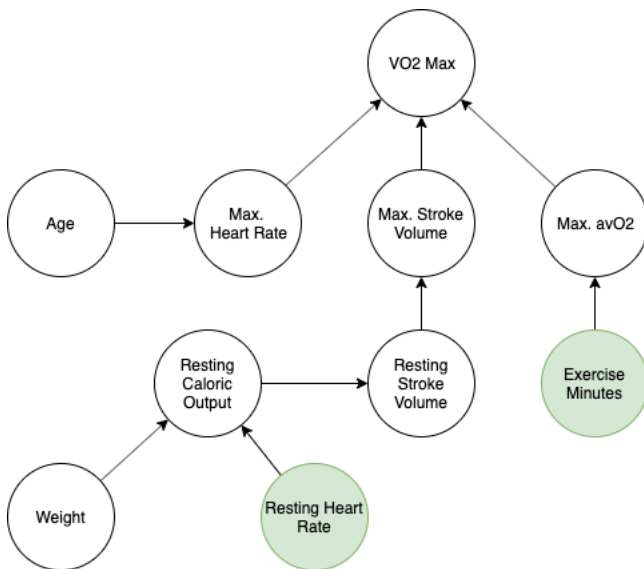 VO2 Max
Age
Max.
Heart Rate
Max. Stroke
Volume
Max. avO2
Resting
Caloric
Output
Resting
Stroke
Volume
Exercise
Minutes
Weight
Resting Heart
Rate